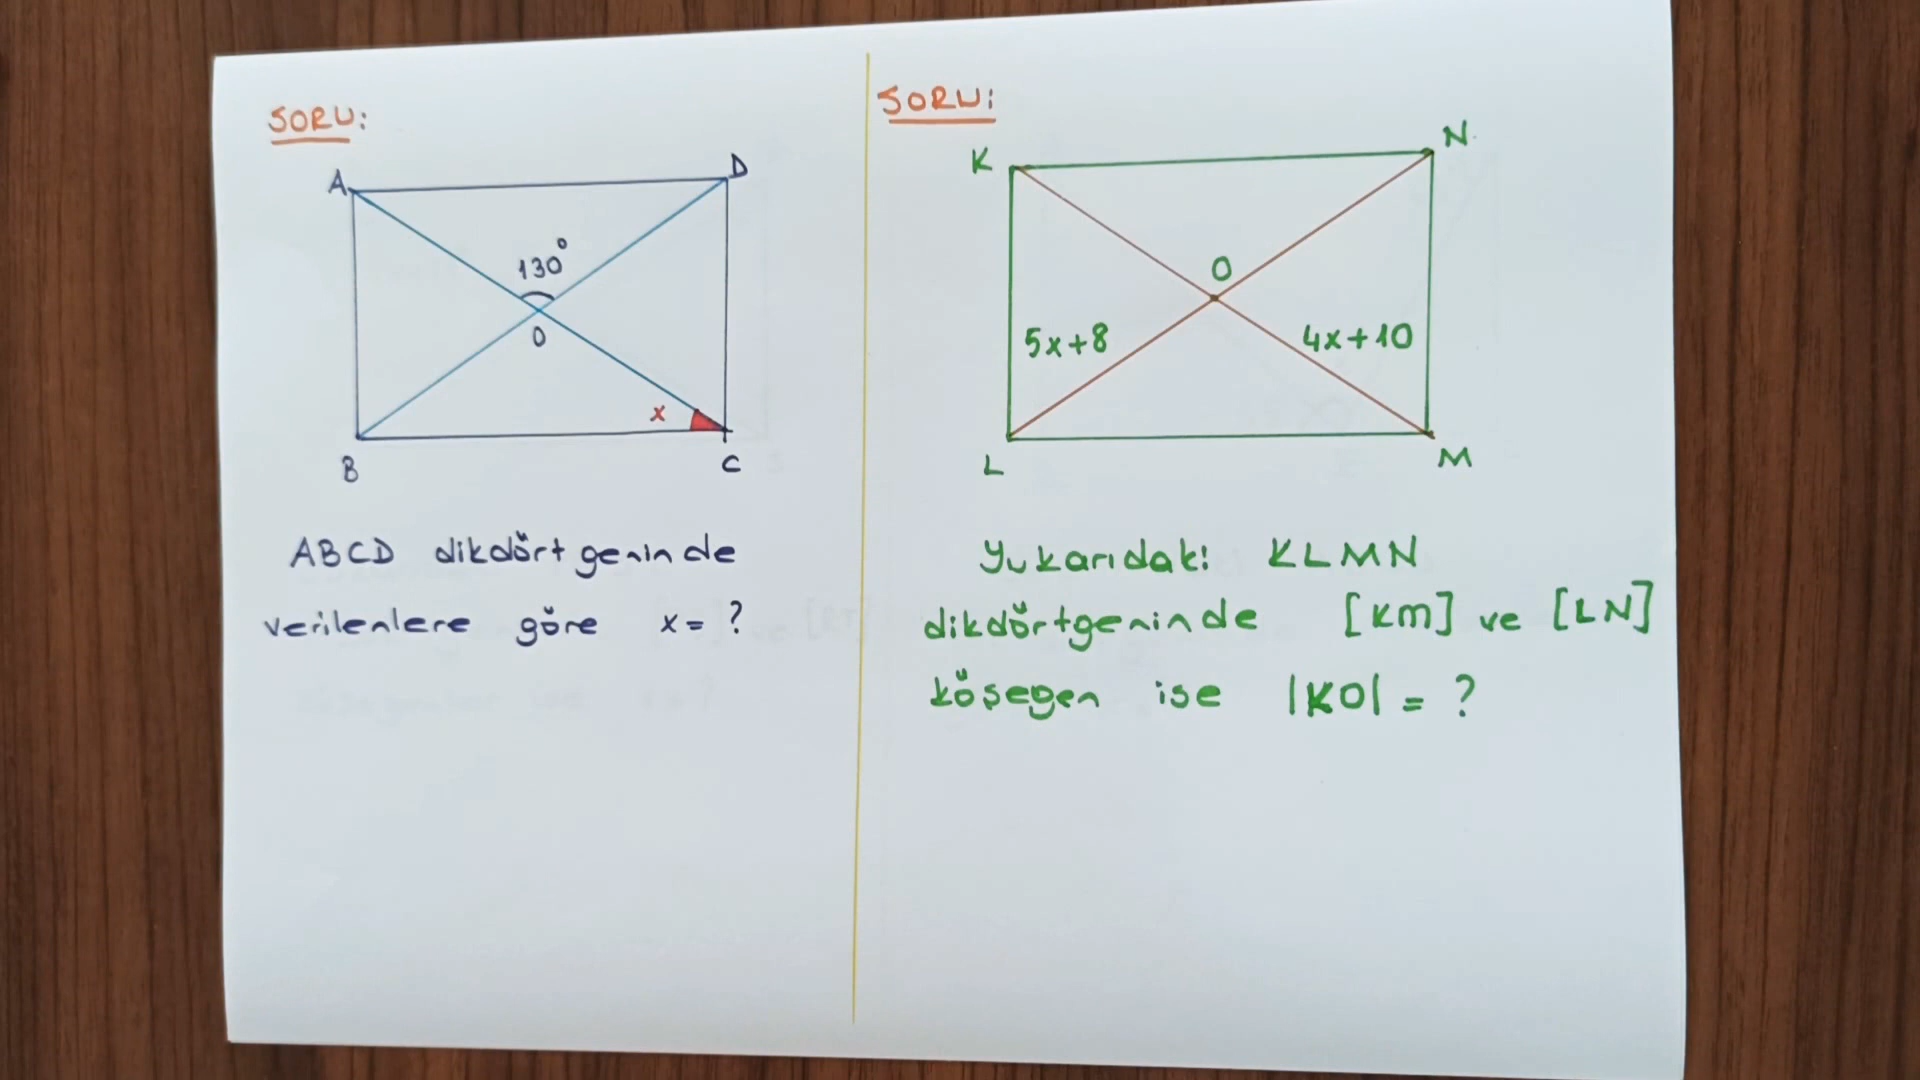 SORU:
A
D
130°
O
x
B
C
ABCD dikdörtgeninde
verilenlere göre x = ?
SORU:
K
N
O
5x+8
4x+10
L
M
Yukarıdaki KLMN
dikdörtgeninde [KM] ve [LN]
köşegen ise |KO| = ?